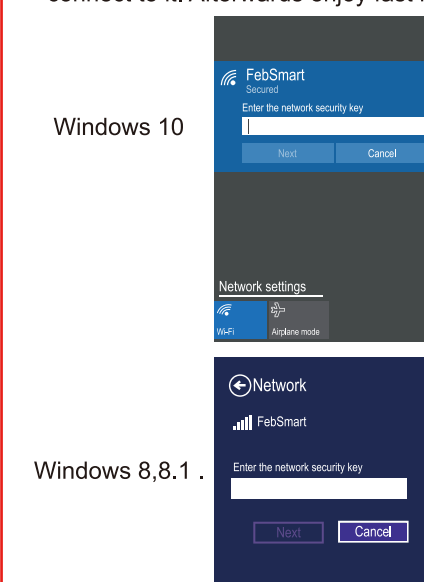 connect to it. Afterwards enjoy fast
FebSmart
Secured
Enter the network security key
Windows 10
Next Cancel
Network settings
Wi-Fi Airplane mode
Network
FebSmart
Windows 8,8.1 .
Enter the network security key
Next Cancel